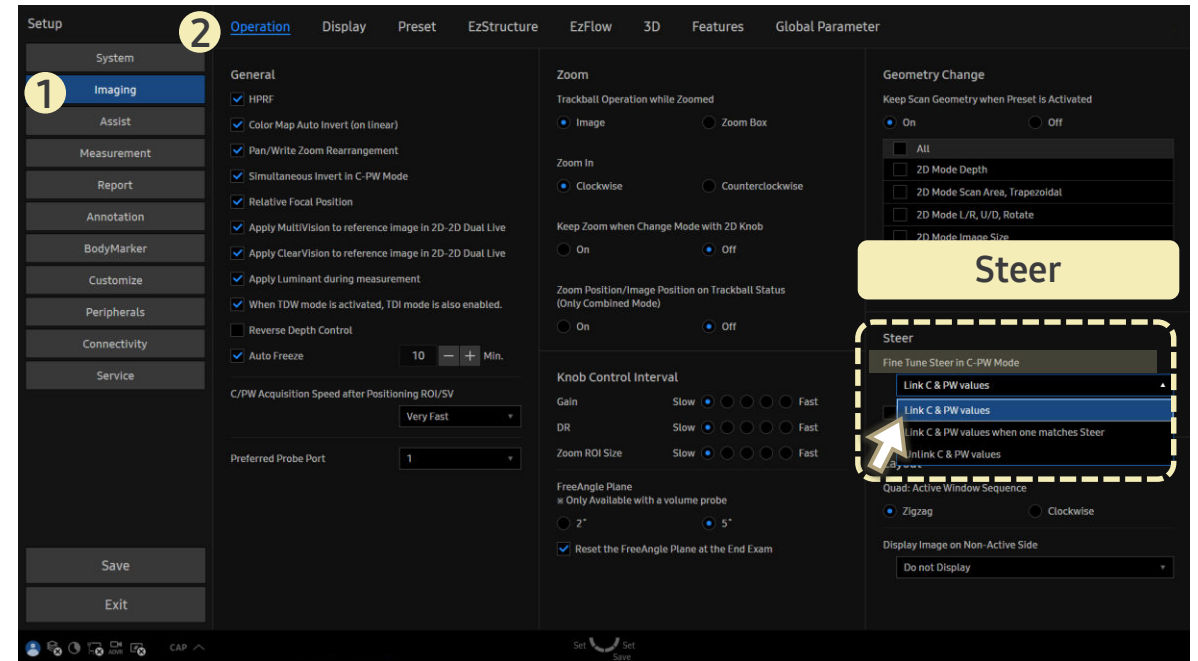 Setup
2
Operation
Display
Preset
EzStructure
EzFlow
3D
Features
Global Parameter
System
1
Imaging
Assist
Measurement
Report
Annotation
BodyMarker
Customize
Peripherals
Connectivity
Service
Save
Exit
General
HPRF
Color Map Auto Invert (on linear)
Pan/Write Zoom Rearrangement
Simultaneous Invert in C-PW Mode
Relative Focal Position
Apply MultiVision to reference image in 2D-2D Dual Live
Apply ClearVision to reference image in 2D-2D Dual Live
Apply Luminant during measurement
When TDW mode is activated, TDI mode is also enabled.
Reverse Depth Control
Auto Freeze 10 — + Min.
C/PW Acquisition Speed after Positioning ROI/SV
Very Fast
Preferred Probe Port 1
Zoom
Trackball Operation while Zoomed
Image Zoom Box
Zoom In
Clockwise Counterclockwise
Keep Zoom when Change Mode with 2D Knob
On Off
Zoom Position/Image Position on Trackball Status
(Only Combined Mode)
On Off
Knob Control Interval
Gain Slow Fast
DR Slow Fast
Zoom ROI Size Slow Fast
FreeAngle Plane
※ Only Available with a volume probe
2˚ 5˚
Reset the FreeAngle Plane at the End Exam
Geometry Change
Keep Scan Geometry when Preset is Activated
On Off
All
2D Mode Depth
2D Mode Scan Area, Trapezoidal
2D Mode L/R, U/D, Rotate
2D Mode Image Size
Steer
Steer
Fine Tune Steer in C-PW Mode
Link C & PW values
Link C & PW values
Link C & PW values when one matches Steer
Unlink C & PW values
Layout
Quad: Active Window Sequence
Zigzag Clockwise
Display Image on Non-Active Side
Do not Display
CAP
Set Set
Save